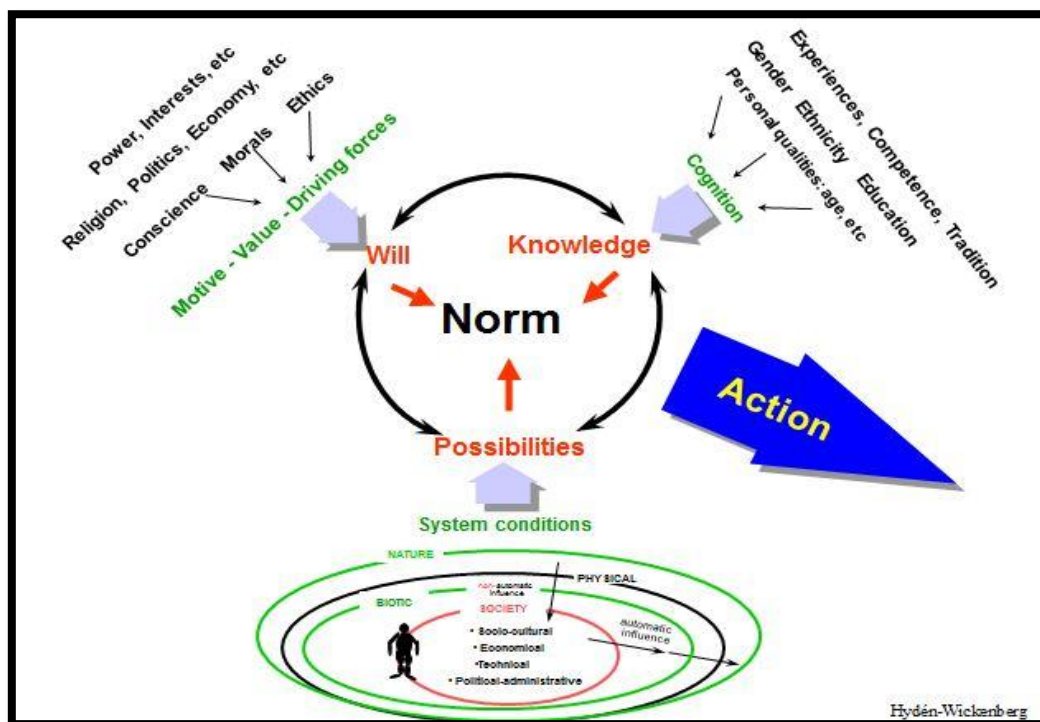 Power, Interests, etc
Religion, Politics, Economy, etc
Conscience Morals Ethics
Motive - Value - Driving forces
Experiences, Competence, Tradition
Gender Ethnicity Education
Personal qualities: age, etc
Cognition
Will
Knowledge
Norm
Action
Possibilities
System conditions
NATURE
PHYSICAL
non-automatic
influence
BIOTIC
SOCIETY
automatic
influence
• Socio-cultural
• Economical
•Technical
• Political-administrative
Hydén-Wickenberg